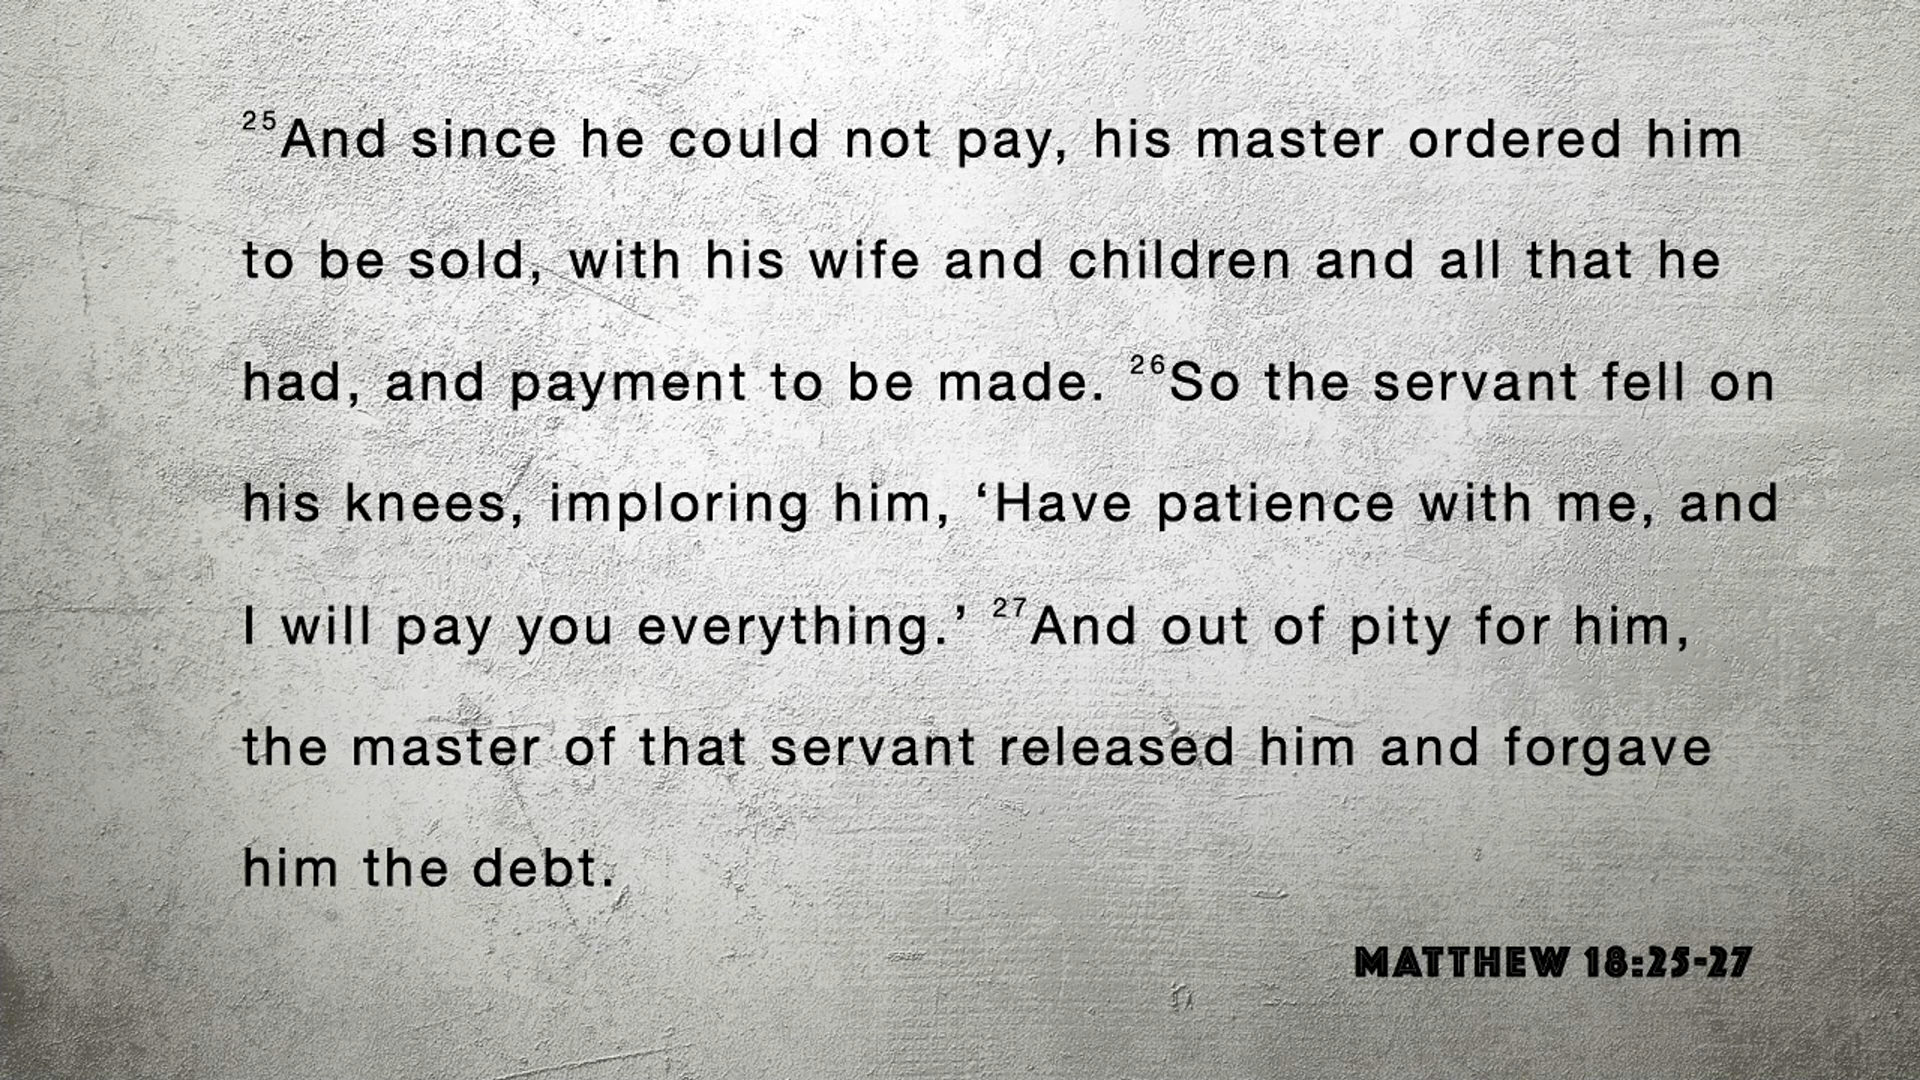 25And since he could not pay, his master ordered him
to be sold, with his wife and children and all that he
had, and payment to be made. 26So the servant fell on
his knees, imploring him, ‘Have patience with me, and
I will pay you everything.’ 27And out of pity for him,
the master of that servant released him and forgave
him the debt.
MATTHEW 18:25-27